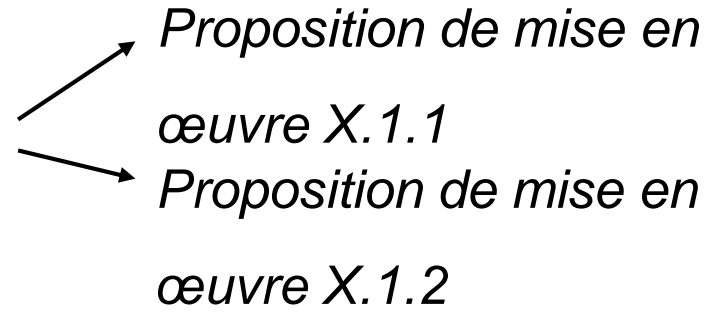 Proposition de mise en
œuvre X.1.1
Proposition de mise en
œuvre X.1.2